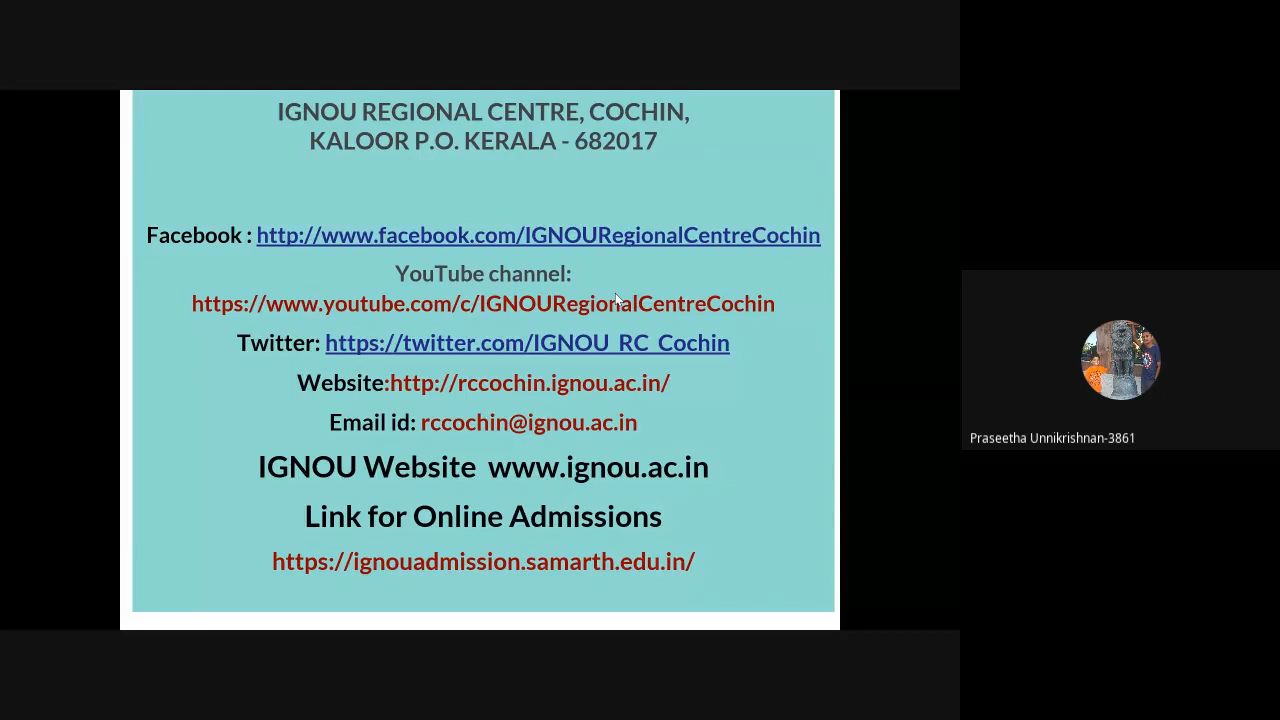 IGNOU REGIONAL CENTRE, COCHIN,
KALOOR P.O. KERALA - 682017
Facebook : http://www.facebook.com/IGNOURegionalCentreCochin
YouTube channel:
https://www.youtube.com/c/IGNOURegionalCentreCochin
Twitter: https://twitter.com/IGNOU_RC_Cochin
Website:http://rccochin.ignou.ac.in/
Email id: rccochin@ignou.ac.in
IGNOU Website www.ignou.ac.in
Link for Online Admissions
https://ignouadmission.samarth.edu.in/
Praseetha Unnikrishnan-3861